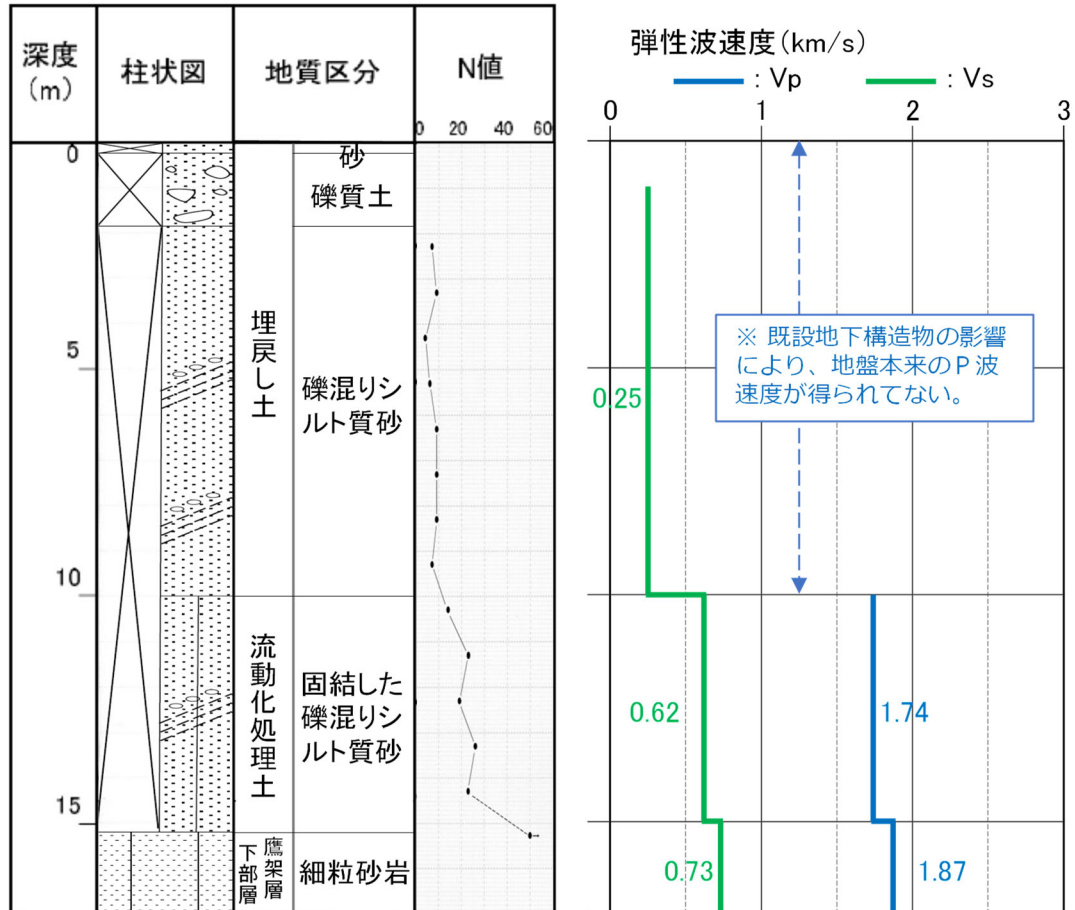 深度
（m）
柱状図
地質区分
N値
0 20 40 60
弾性波速度（km/s）
：Vp
：Vs
0 1 2 3
0
5
10
15
埋戻し土
流動化処理土
鷹架層
下部層
砂
礫質土
礫混りシ
ルト質砂
固結した
礫混りシ
ルト質砂
細粒砂岩
※ 既設地下構造物の影響
により、地盤本来のP波
速度が得られてない。
0.25
0.62
1.74
0.73
1.87